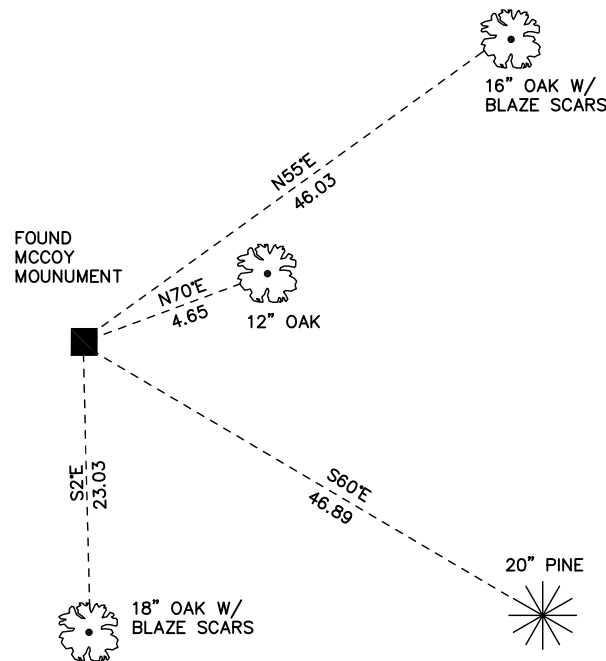 16" OAK W/
BLAZE SCARS
N55°E
46.03
FOUND
MCCOY
MOUNUMENT
N70°E
4.65
12" OAK
S2°E
23.03
S60°E
46.89
20" PINE
18" OAK W/
BLAZE SCARS